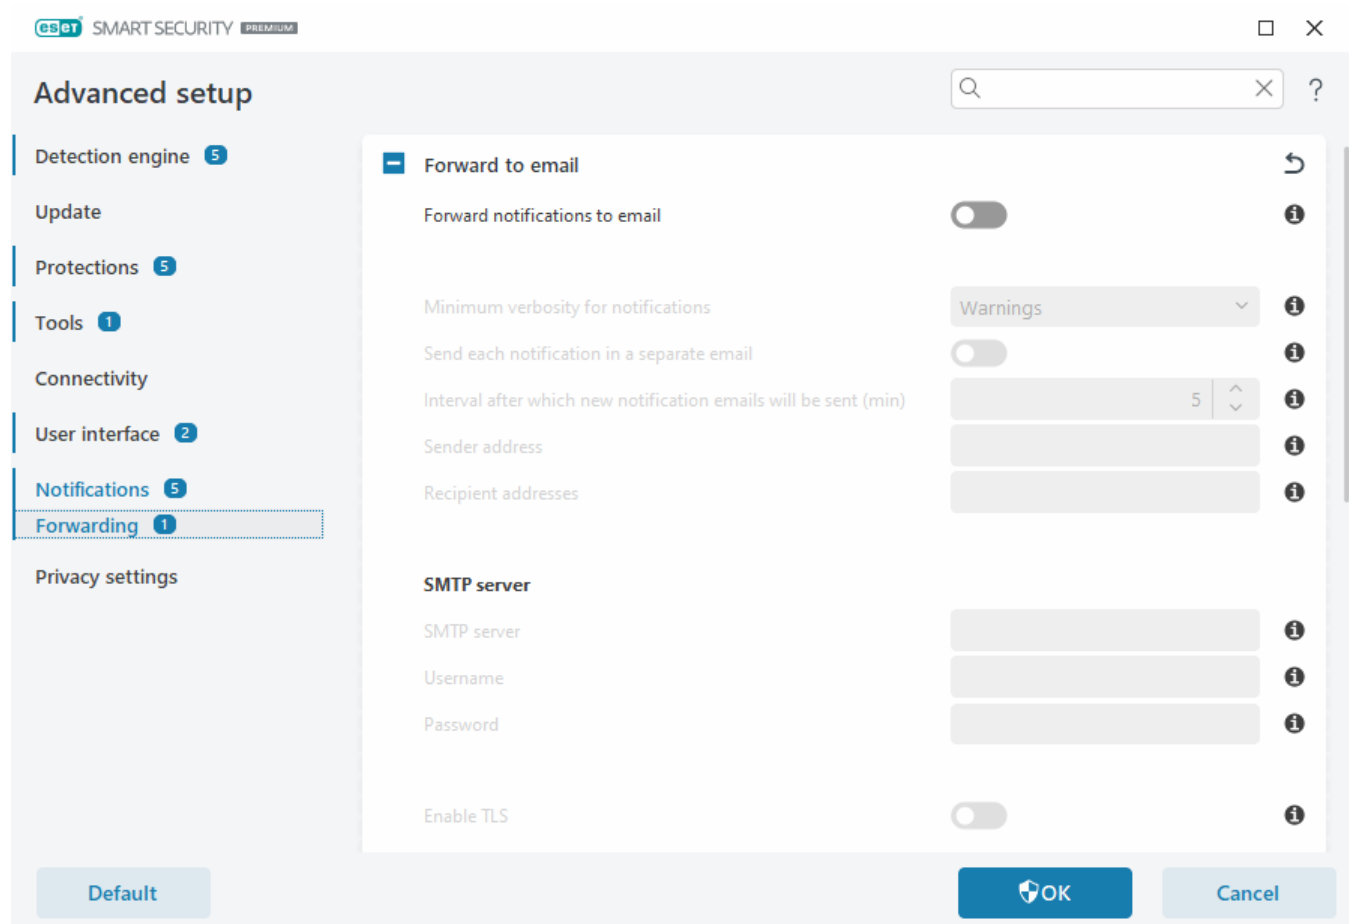 eseT SMART SECURITY PREMIUM
Advanced setup
?
Detection engine 5
Update
Protections 5
Tools 1
Connectivity
User interface 2
Notifications 5
Forwarding 1
Privacy settings
Forward to email
Forward notifications to email
Minimum verbosity for notifications Warnings
Send each notification in a separate email
Interval after which new notification emails will be sent (min) 5
Sender address
Recipient addresses
SMTP server
SMTP server
Username
Password
Enable TLS
Default
OK
Cancel